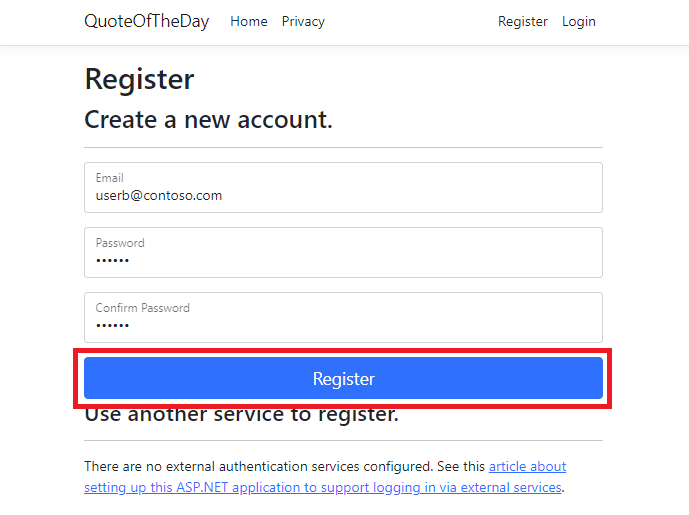 QuoteOfTheDay Home Privacy Register Login
Register
Create a new account.
Email
userb@contoso.com
Password
••••••
Confirm Password
••••••
Register
Use another service to register.
There are no external authentication services configured. See this article about
setting up this ASP.NET application to support logging in via external services.